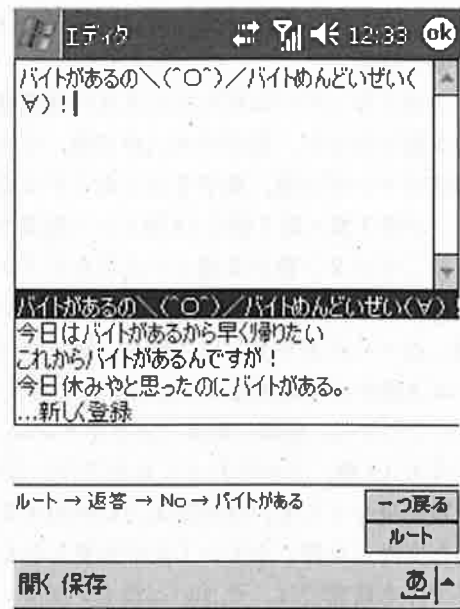 エディタ 12:33 ok
バイトがあるの＼(^O^)／バイトめんどいぜい(
∀)！
バイトがあるの＼(^O^)／バイトめんどいぜい(∀)！
今日はバイトがあるから早く帰りたい
これからバイトがあるんですが！
今日休みやと思ったのにバイトがある。
...新しく登録
ルート → 返答 → No → バイトがある
一つ戻る
ルート
開く 保存 あ